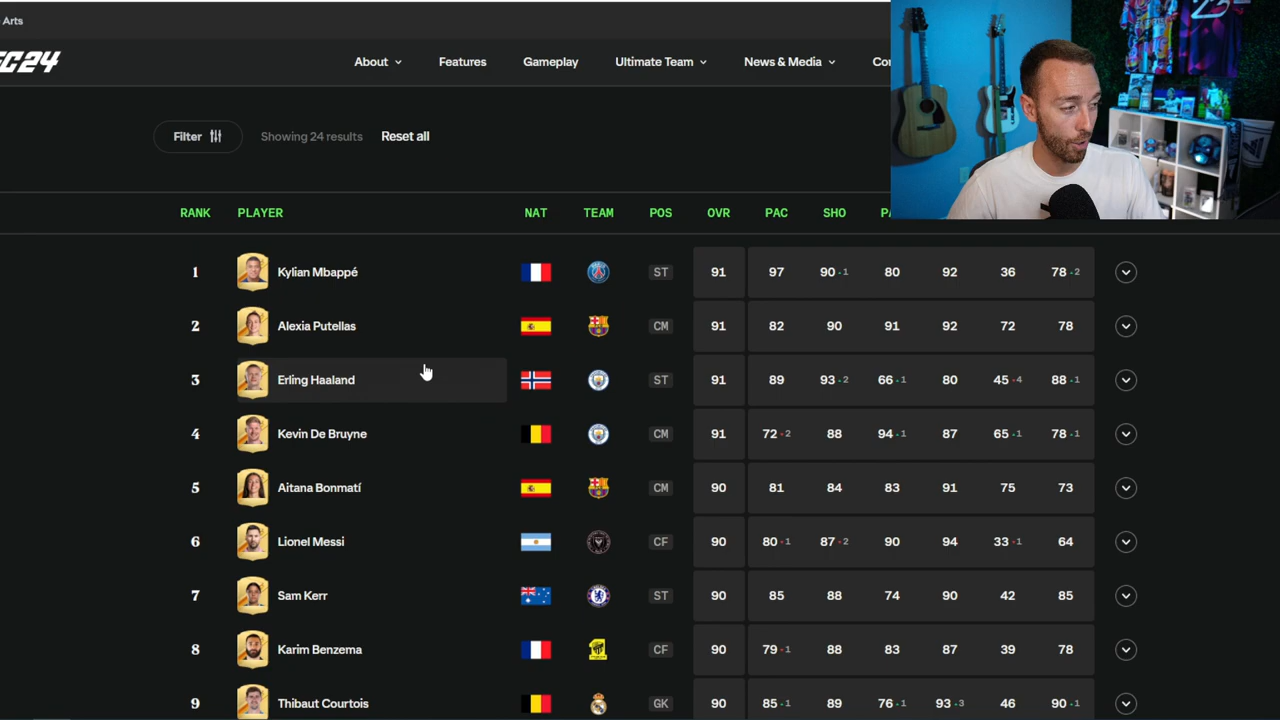 Arts
FC24
About Features Gameplay Ultimate Team News & Media
Filter Showing 24 results Reset all
RANK PLAYER NAT TEAM POS OVR PAC SHO
1 Kylian Mbappé ST 91 97 90 1 80 92 36 78 2
2 Alexia Putellas CM 91 82 90 91 92 72 78
3 Erling Haaland ST 91 89 93 2 66 1 80 45 4 88 1
4 Kevin De Bruyne CM 91 72 2 88 94 1 87 65 1 78 1
5 Aitana Bonmatí CM 90 81 84 83 91 75 73
6 Lionel Messi CF 90 80 1 87 2 90 94 33 1 64
7 Sam Kerr ST 90 85 88 74 90 42 85
8 Karim Benzema CF 90 79 1 88 83 87 39 78
9 Thibaut Courtois GK 90 85 1 89 76 1 93 3 46 90 1